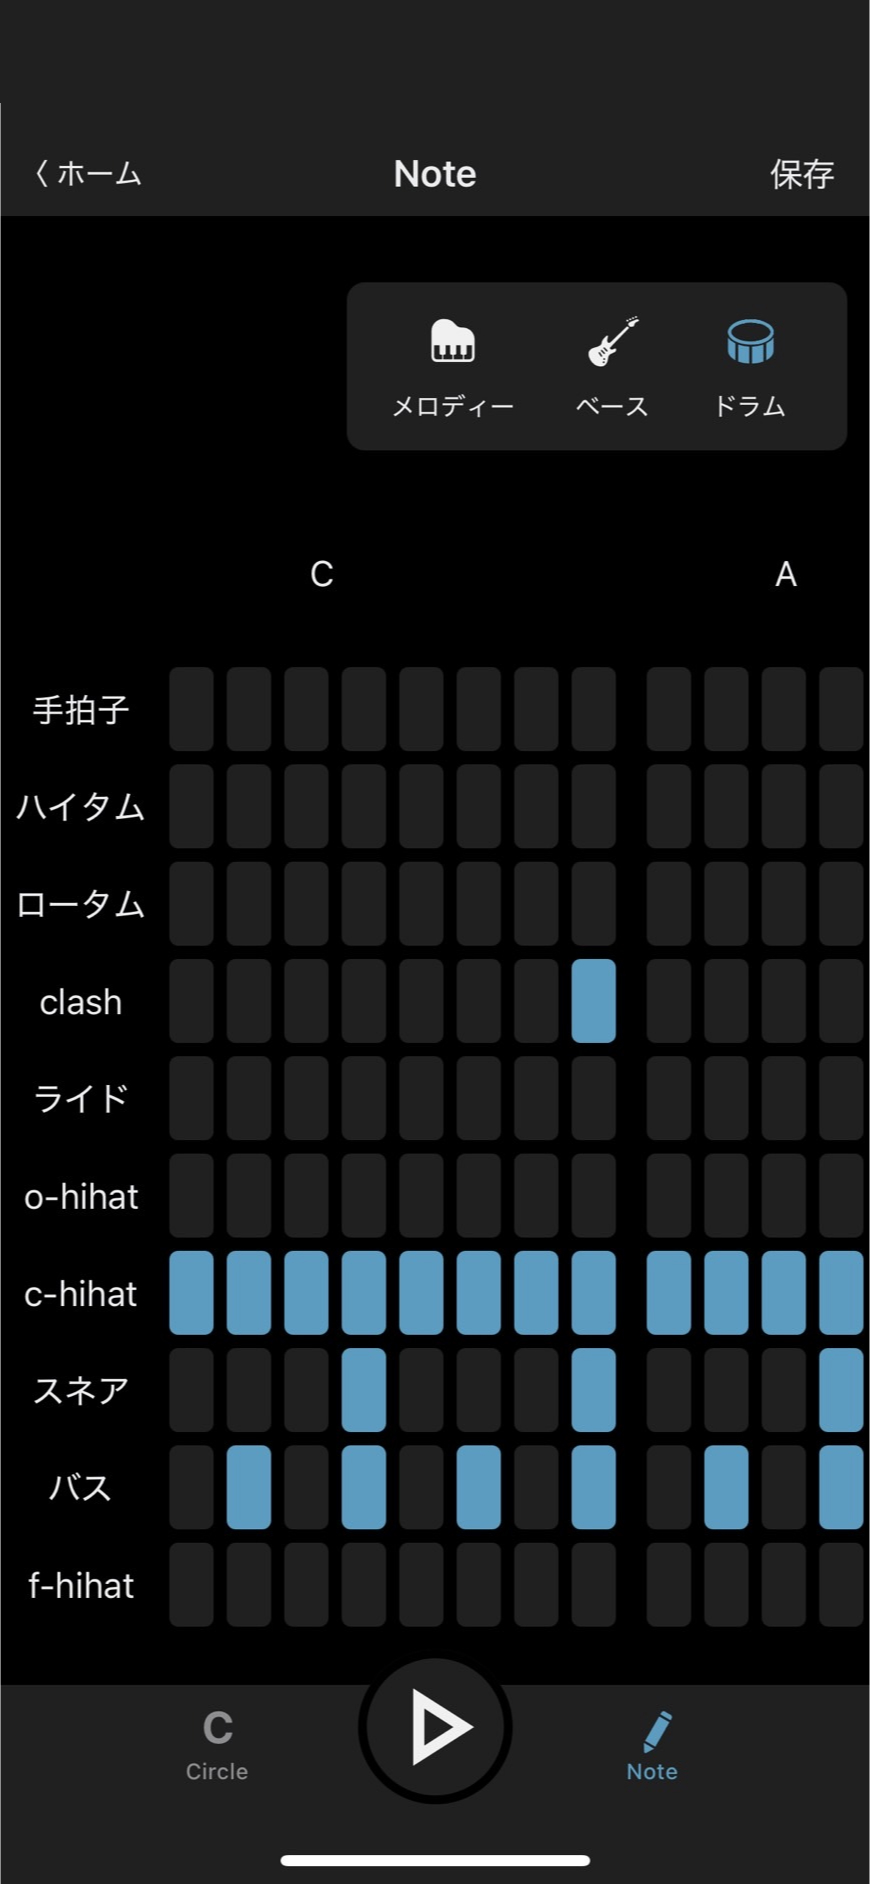 〈 ホーム
Note
保存
メロディー
ベース
ドラム
C
A
手拍子
ハイタム
ロータム
clash
ライド
o-hihat
c-hihat
スネア
バス
f-hihat
C
Circle
Note